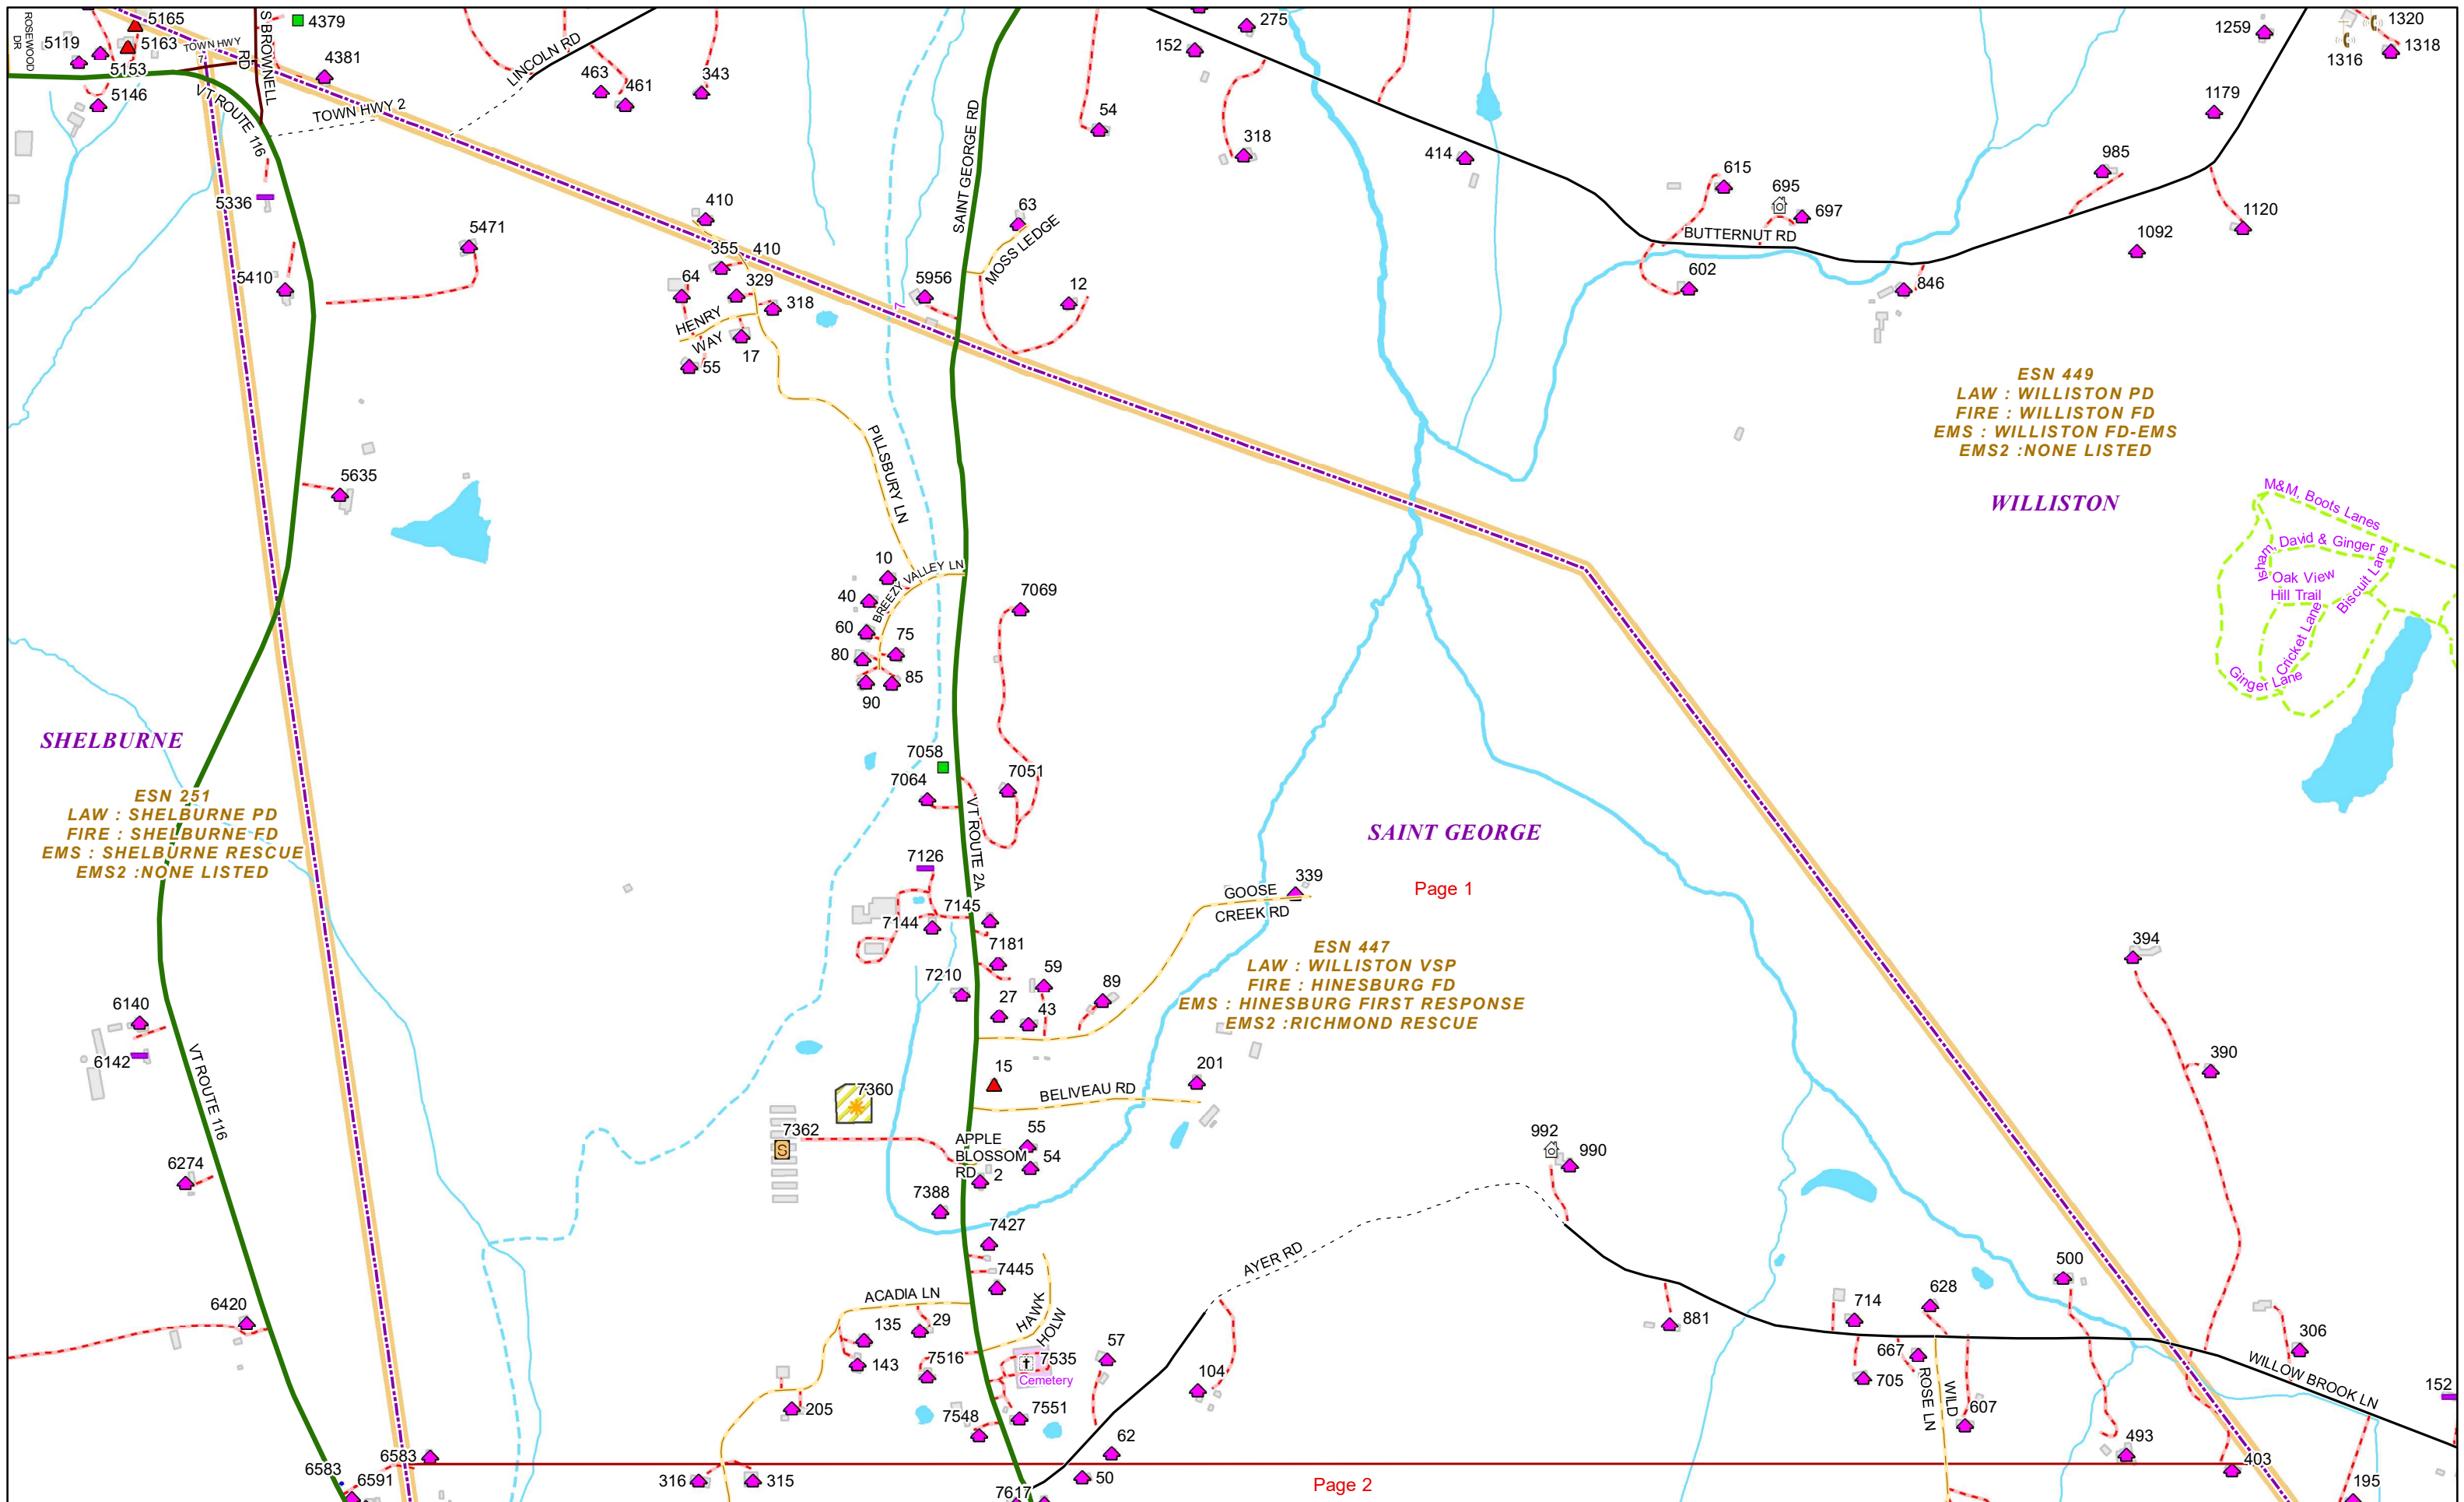 ROSEWOOD
DR
5165
5119
5163
5153
5146
TOWN HWY
7
RD
S BROWNELL
4379
4381
VT ROUTE 116
TOWN HWY 2
LINCOLN RD
463
461
343
SAINT GEORGE RD
54
275
152
318
414
1259
1320
1316
1318
1179
985
615
695
697
1120
1092
BUTTERNUT RD
602
846
5336
5471
5410
410
355
410
64
329
318
HENRY
WAY
17
55
63
MOSS LEDGE
5956
7
12
ESN 449
LAW : WILLISTON PD
FIRE : WILLISTON FD
EMS : WILLISTON FD-EMS
EMS2 :NONE LISTED
WILLISTON
M&M, Boots Lanes
Isham, David & Ginger
Oak View
Hill Trail
Biscuit Lane
Cricket Lane
Ginger Lane
5635
PILLSBURY LN
10
BREEZY VALLEY LN
40
60
75
80
85
90
7069
SHELBURNE
ESN 251
LAW : SHELBURNE PD
FIRE : SHELBURNE FD
EMS : SHELBURNE RESCUE
EMS2 :NONE LISTED
7058
7064
7051
VT ROUTE 2A
SAINT GEORGE
Page 1
7126
7145
7144
7181
7210
59
27
43
89
GOOSE
CREEK RD
339
ESN 447
LAW : WILLISTON VSP
FIRE : HINESBURG FD
EMS : HINESBURG FIRST RESPONSE
EMS2 :RICHMOND RESCUE
394
390
6140
6142
VT ROUTE 116
6274
6420
15
BELIVEAU RD
201
7360
7362
S
APPLE
BLOSSOM
RD
55
54
2
7388
7427
7445
992
990
AYER RD
881
714
628
500
667
705
ROSE LN
WILD
607
493
306
WILLOW BROOK LN
152
403
195
ACADIA LN
HAWK
HOLW
135
29
143
7516
7535
Cemetery
57
104
205
7548
7551
62
50
6583
6583
6591
316
315
7617
Page 2